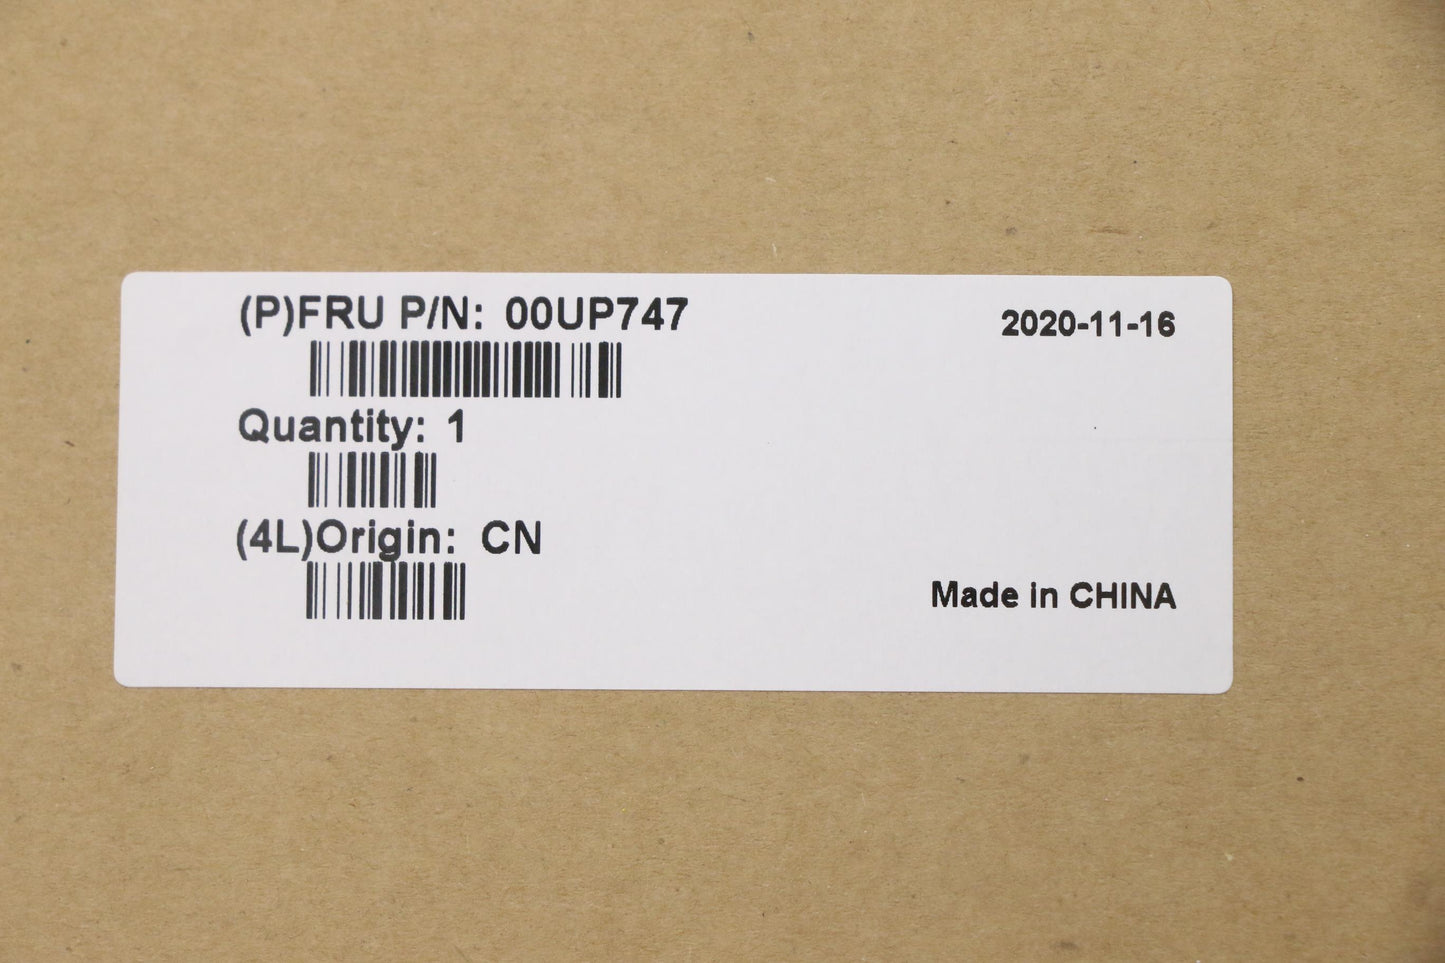 (P)FRU P/N: 00UP747
2020-11-16
Quantity: 1
(4L)Origin: CN
Made in CHINA